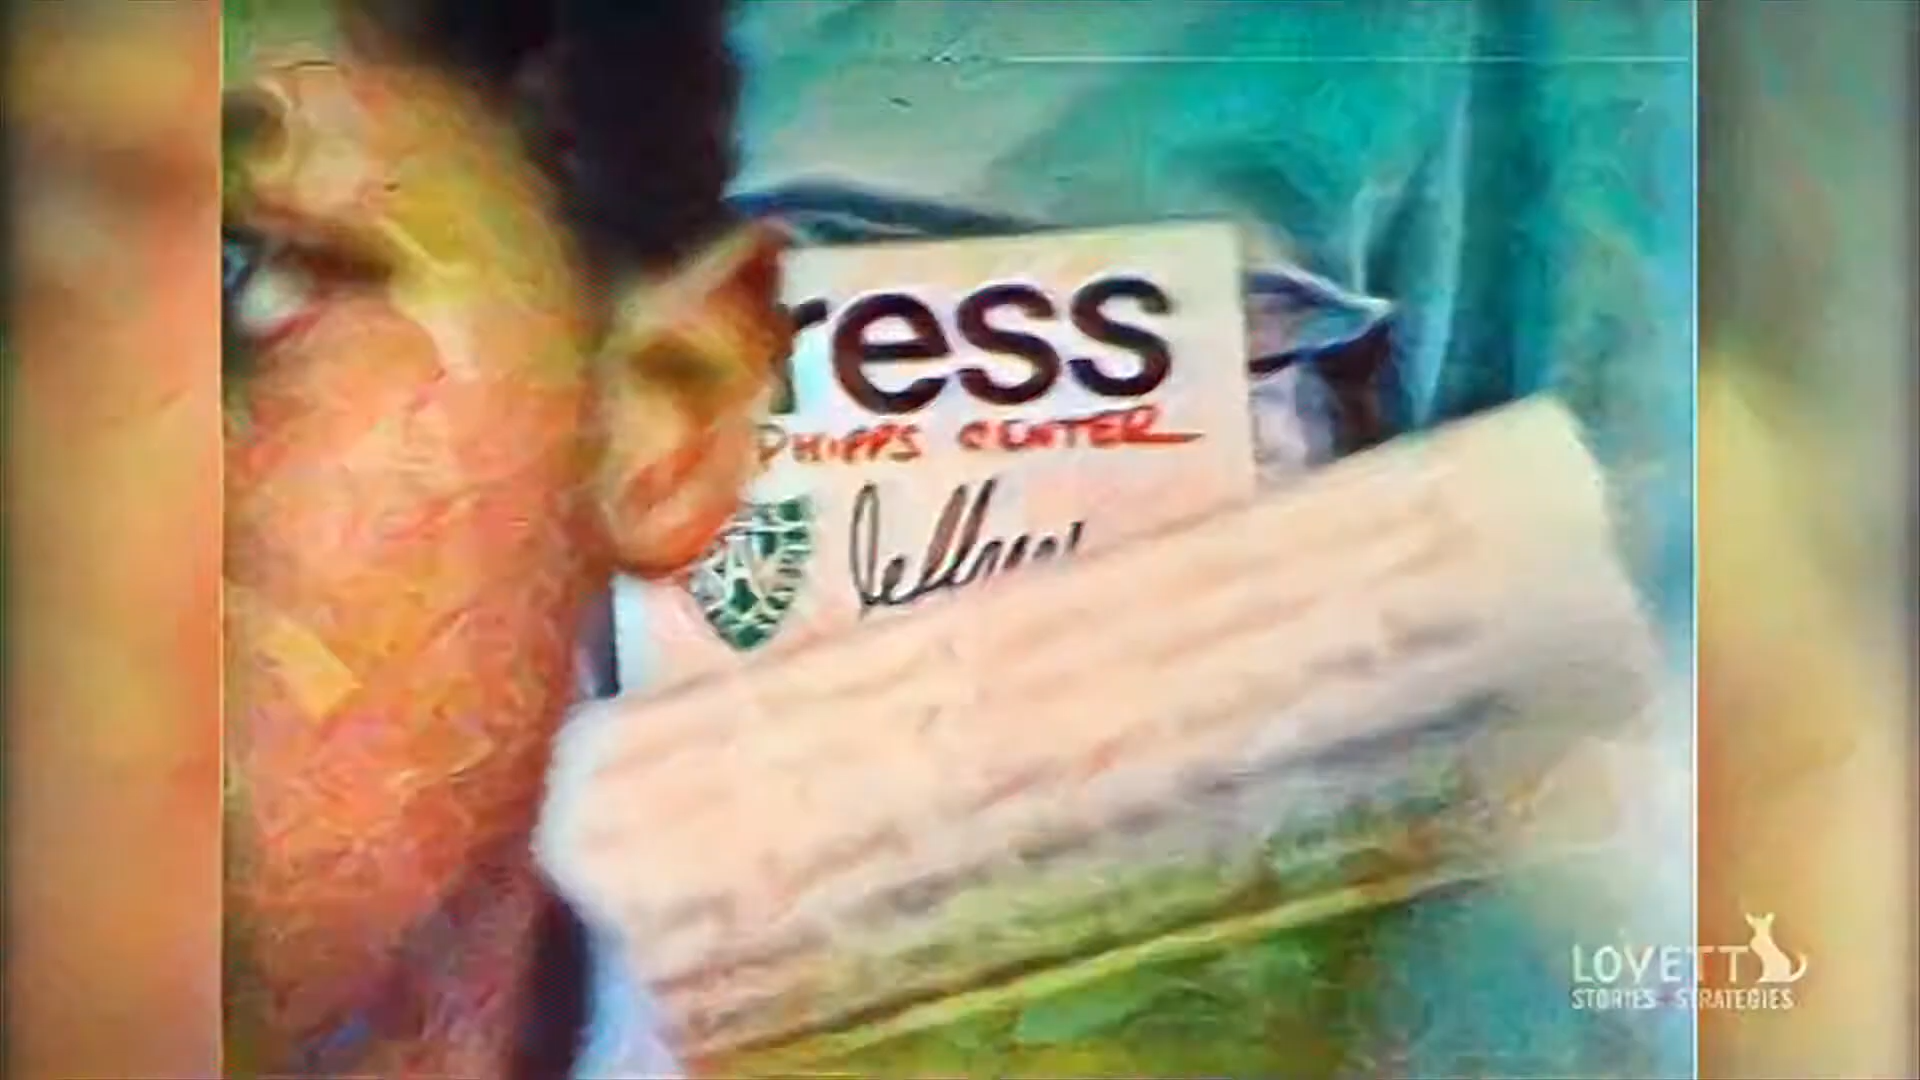 ress
PHIPPS CENTER
LOVETT
STORIES + STRATEGIES